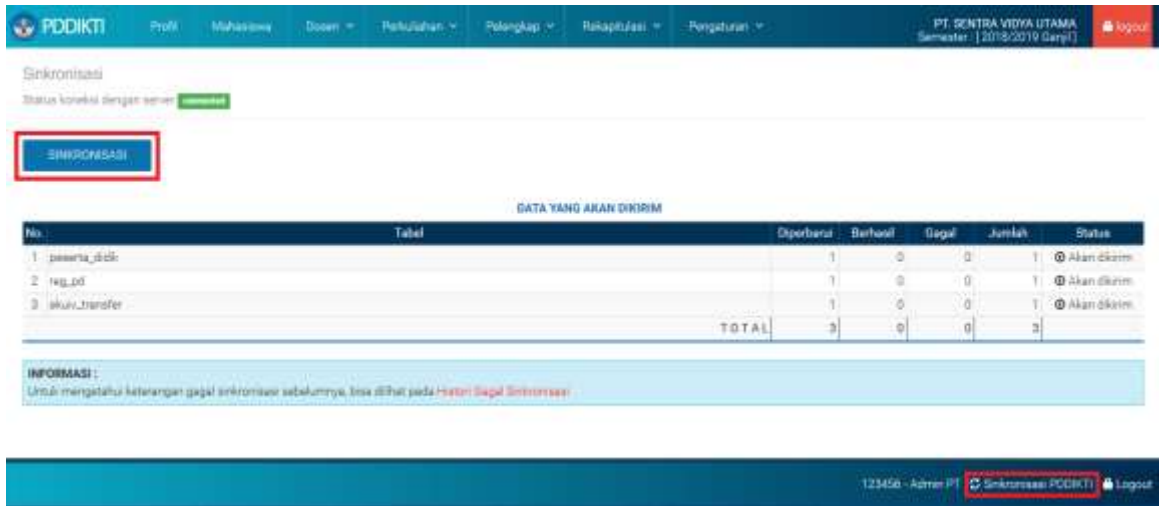 PDDIKTI Profil Mahasiswa Dosen Perkuliahan Pelengkap Rekapitulasi Pengaturan PT. SENTRA VIDYA UTAMA logout
Semester : [2018/2019 Ganjil]
Sinkronisasi
Status koneksi dengan server connected
SINKRONISASI
DATA YANG AKAN DIKIRIM
No. Tabel Diperbarui Berhasil Gagal Jumlah Status
1 peserta_didik 1 0 0 1 Akan dikirim
2 reg_pd 1 0 0 1 Akan dikirim
3 ekuiv_transfer 1 0 0 1 Akan dikirim
T O T A L 3 0 0 3
INFORMASI :
Untuk mengetahui keterangan gagal sinkronisasi sebelumnya, bisa dilihat pada Histori Gagal Sinkronisasi
123456 - Admin PT Sinkronisasi PDDIKTI Logout